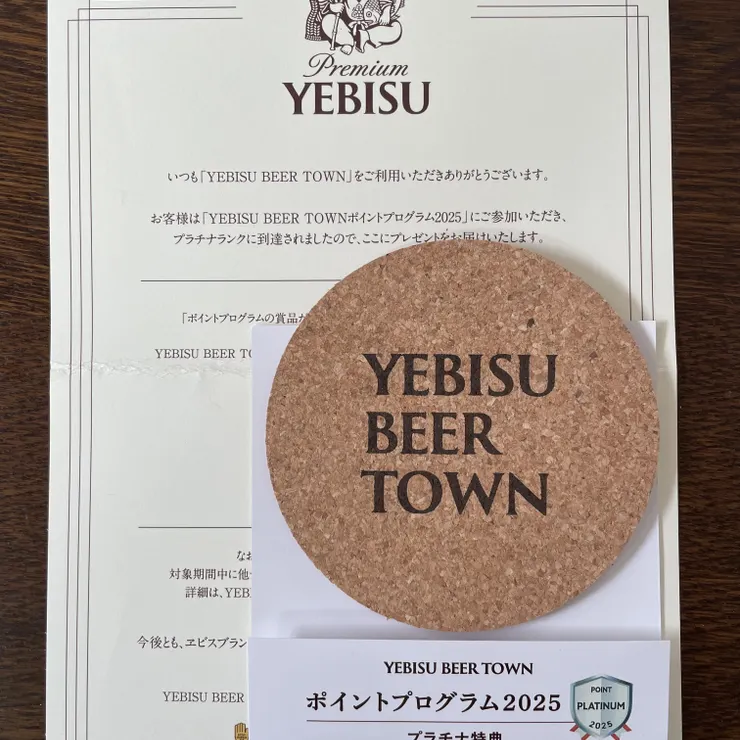 Premium
YEBISU
いつも「YEBISU BEER TOWN」をご利用いただきありがとうございます。
お客様は「YEBISU BEER TOWNポイントプログラム2025」にご参加いただき、
プラチナランクに到達されましたので、ここにプレゼントをお届けいたします。
「ポイントプログラムの賞品
YEBISU BEER
なお
対象期間中に他
詳細は、YEB
今後とも、ヱビスブラン
YEBISU BEER
YEBISU
BEER
TOWN
YEBISU BEER TOWN
ポイントプログラム2025
プラチナ特典
POINT
PLATINUM
2025